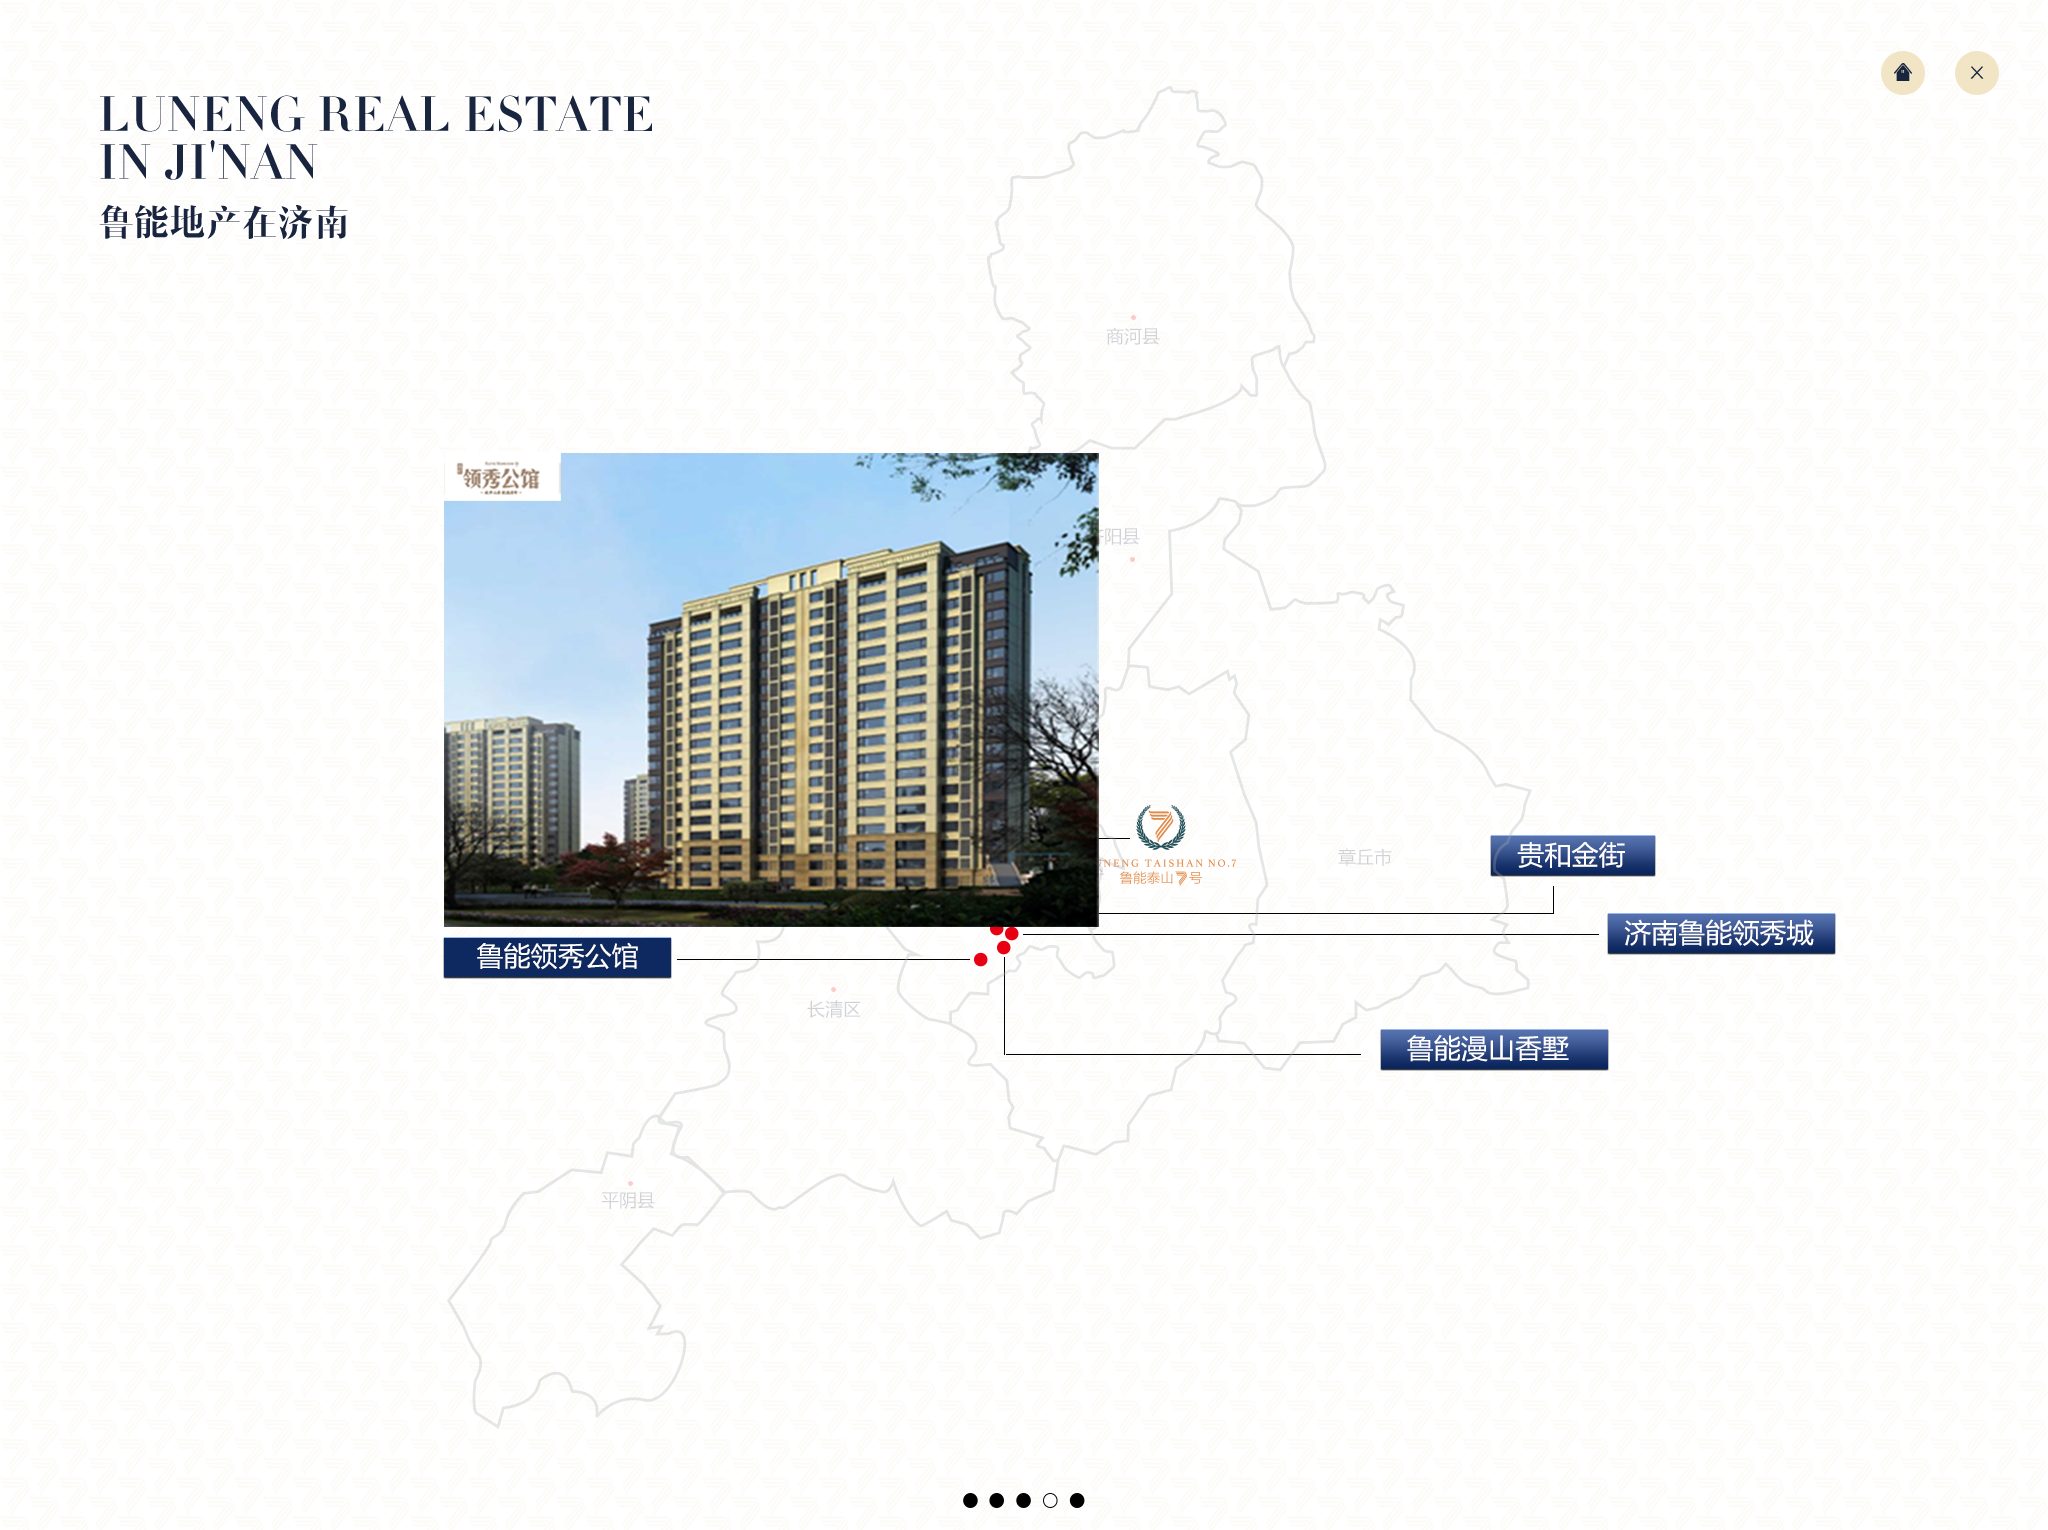 LUNENG REAL ESTATE
IN JI'NAN
鲁能地产在济南
商河县
领秀公馆
阳县
NENG TAISHAN NO.7
鲁能泰山7号
章丘市
贵和金街
济南鲁能领秀城
鲁能领秀公馆
长清区
鲁能漫山香墅
平阴县